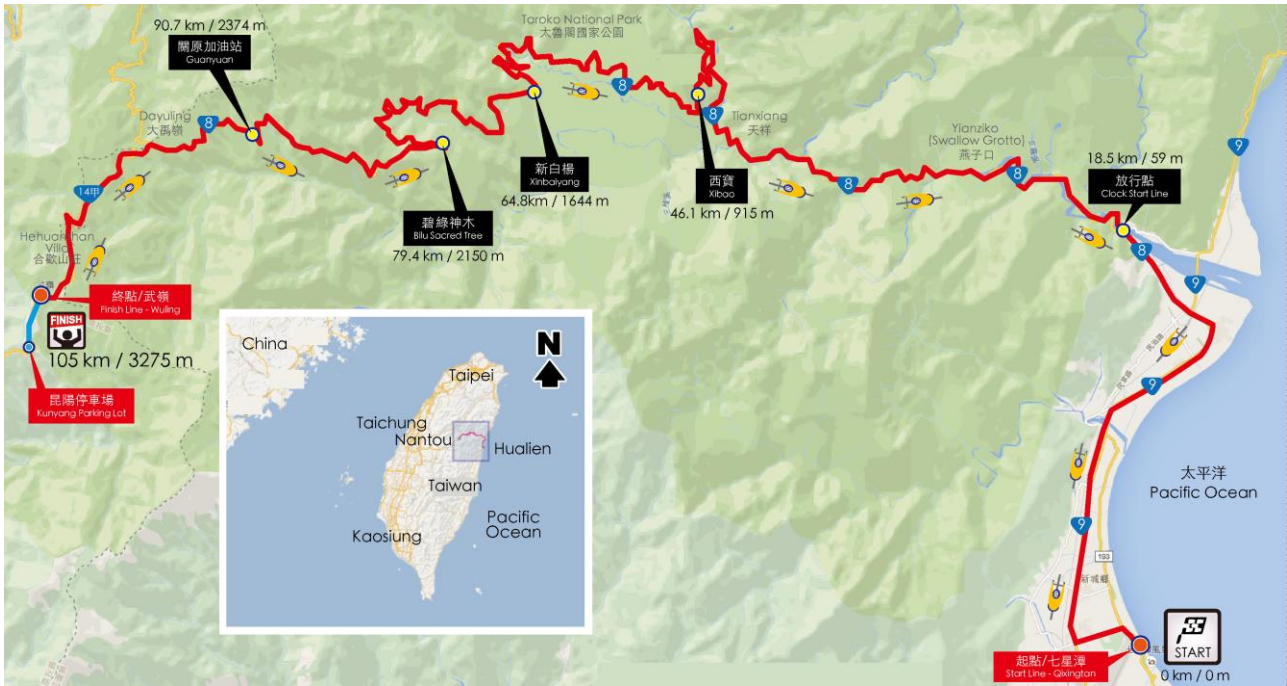 Taroko National Park
大魯閣國家公園
90.7 km / 2374 m
關原加油站
Guanyuan
Dayuling
大禹嶺
8
8
8
8
8
8
8
14甲
新白楊
Xinbaiyang
64.8km / 1644 m
碧綠神木
Bilu Sacred Tree
79.4 km / 2150 m
西寶
Xibao
46.1 km / 915 m
Tianxiang
天祥
Yianziko
(Swallow Grotto)
燕子口
18.5 km / 59 m
放行點
Clock Start Line
9
9
9
9
Hehuanshan
Villa
合歡山莊
終點/武嶺
Finish Line - Wuling
FINISH
105 km / 3275 m
昆陽停車場
Kunyang Parking Lot
China
N
Taipei
Taichung
Nantou
Hualien
Taiwan
Pacific
Ocean
Kaosiung
太平洋
Pacific Ocean
193
新城鄉
起點/七星潭
Start Line - Qixingtan
START
0 km / 0 m